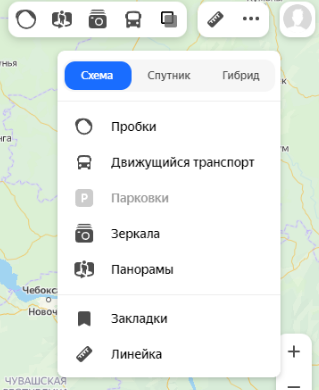 Схема Спутник Гибрид
Пробки
Движущийся транспорт
P Парковки
Зеркала
Панорамы
Закладки
Линейка
Чебокс
Новоч
ЧУВАШСКАЯ